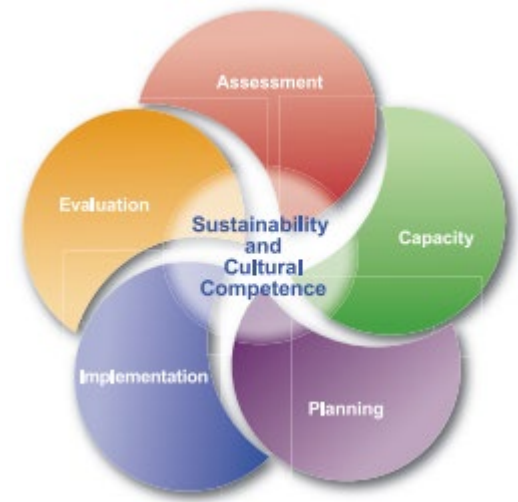 Assessment
Capacity
Planning
Implementation
Evaluation
Sustainability
and
Cultural
Competence